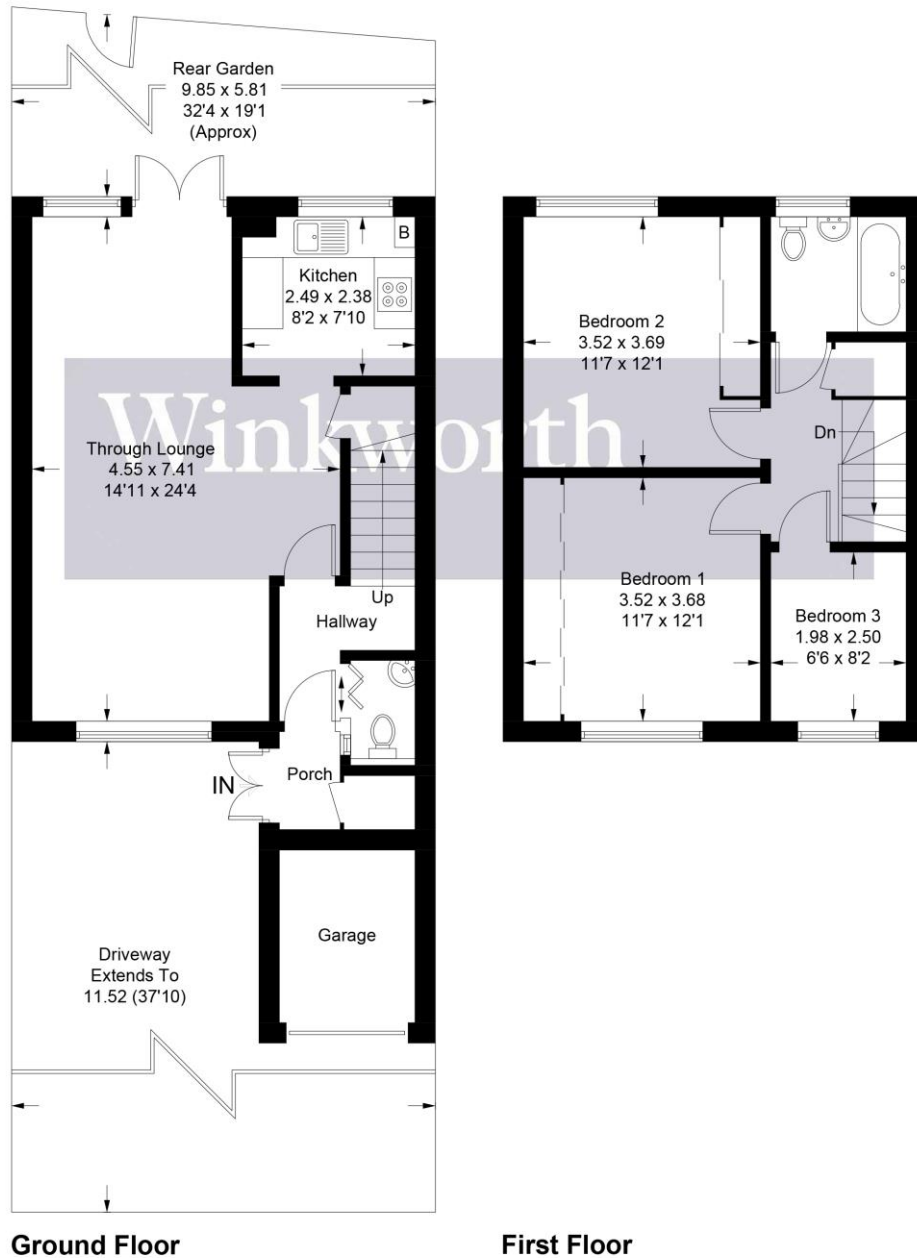 Rear Garden
9.85 x 5.81
32'4 x 19'1
(Approx)
B
Kitchen
2.49 x 2.38
8'2 x 7'10
Winkworth
Through Lounge
4.55 x 7.41
14'11 x 24'4
Up
Hallway
IN
Porch
Garage
Driveway
Extends To
11.52 (37'10)
Ground Floor
Bedroom 2
3.52 x 3.69
11'7 x 12'1
Dn
Bedroom 1
3.52 x 3.68
11'7 x 12'1
Bedroom 3
1.98 x 2.50
6'6 x 8'2
First Floor